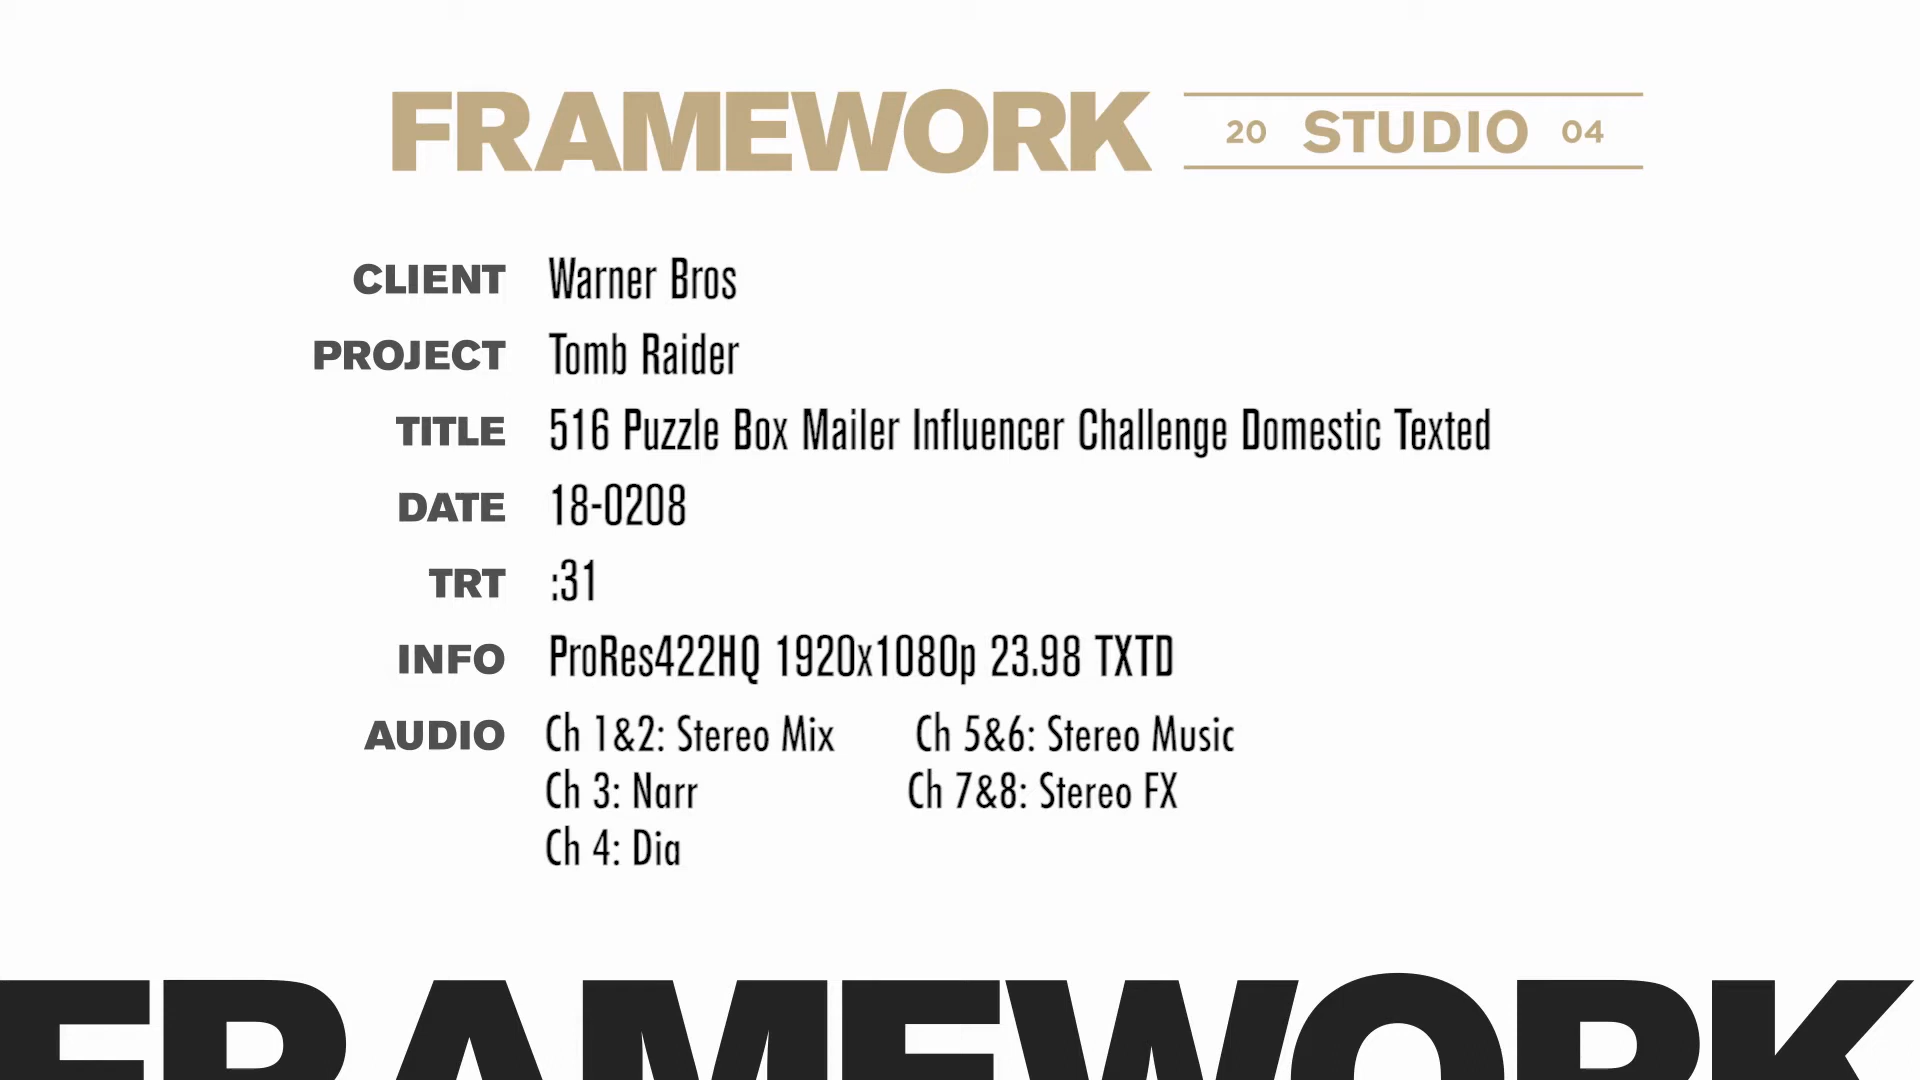 FRAMEWORK 20 STUDIO 04
CLIENT Warner Bros
PROJECT Tomb Raider
TITLE 516 Puzzle Box Mailer Influencer Challenge Domestic Texted
DATE 18-0208
TRT :31
INFO ProRes422HQ 1920x1080p 23.98 TXTD
AUDIO Ch 1&2: Stereo Mix Ch 5&6: Stereo Music
Ch 3: Narr Ch 7&8: Stereo FX
Ch 4: Dia
FRAMEWORK